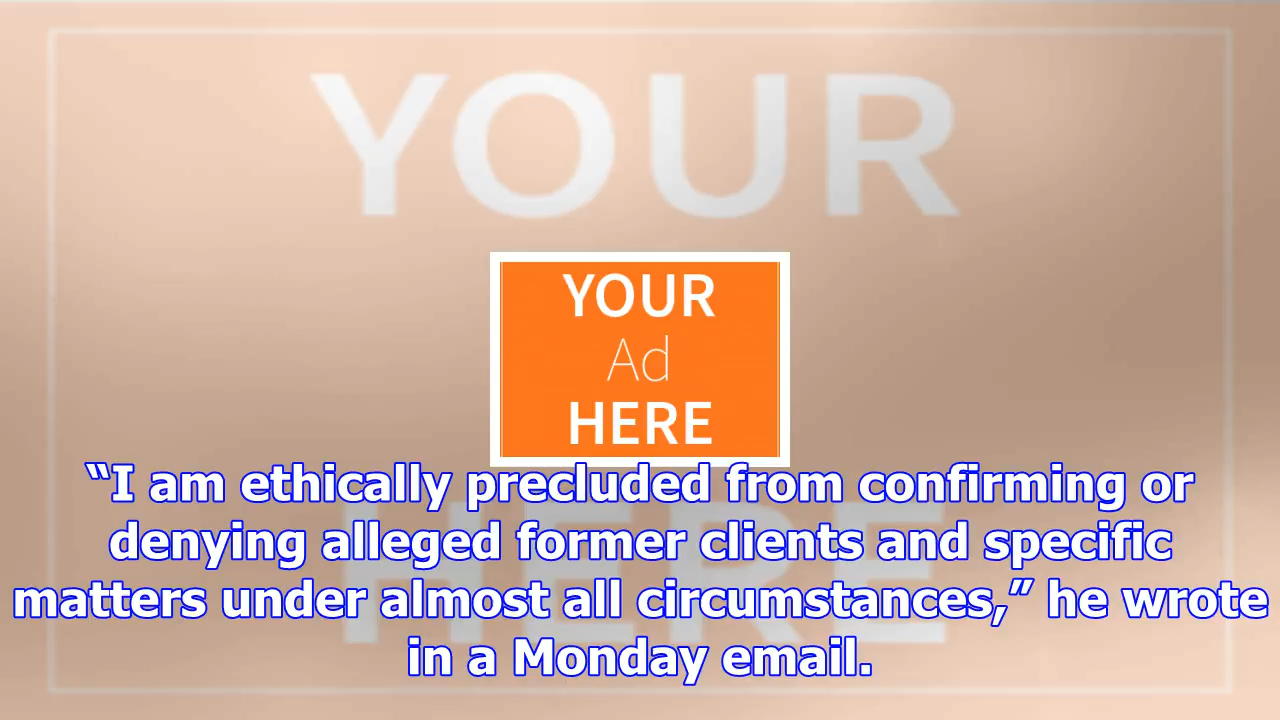 YOUR
YOUR
Ad
HERE
HERE
“I am ethically precluded from confirming or
denying alleged former clients and specific
matters under almost all circumstances,” he wrote
in a Monday email.